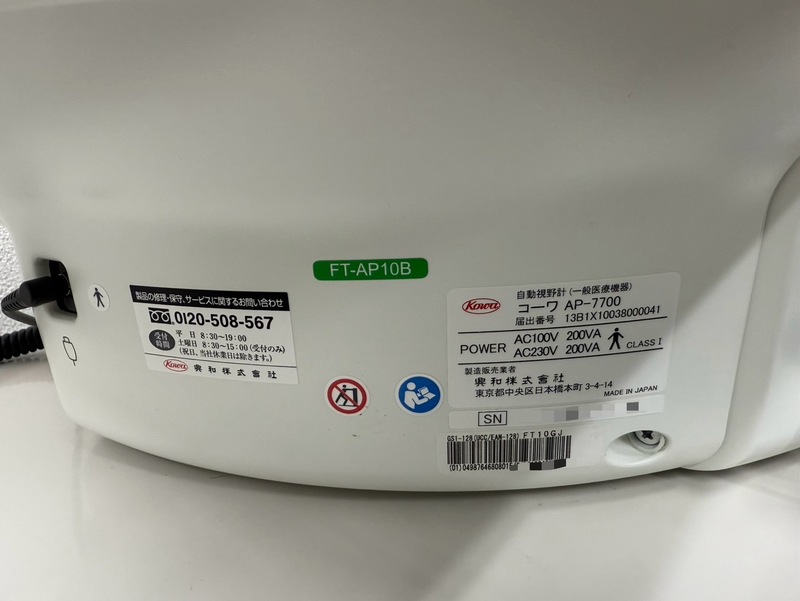 FT-AP10B
製品の修理・保守、サービスに関するお問い合わせ
0120-508-567
受付時間
平 日 8:30~19:00
土曜日 8:30~15:00 (受付のみ)
(祝日、当社休業日は除きます。)
Kowa 興和株式会社
自動視野計 (一般医療機器)
Kowa コーワ AP-7700
届出番号 13B1X10038000041
POWER AC100V 200VA
AC230V 200VA CLASS I
製造販売業者
興和株式会社
東京都中央区日本橋本町 3-4-14
MADE IN JAPAN
SN
GS1-128(UCC/EAN-128) FT10GJ
(01)0498764680801